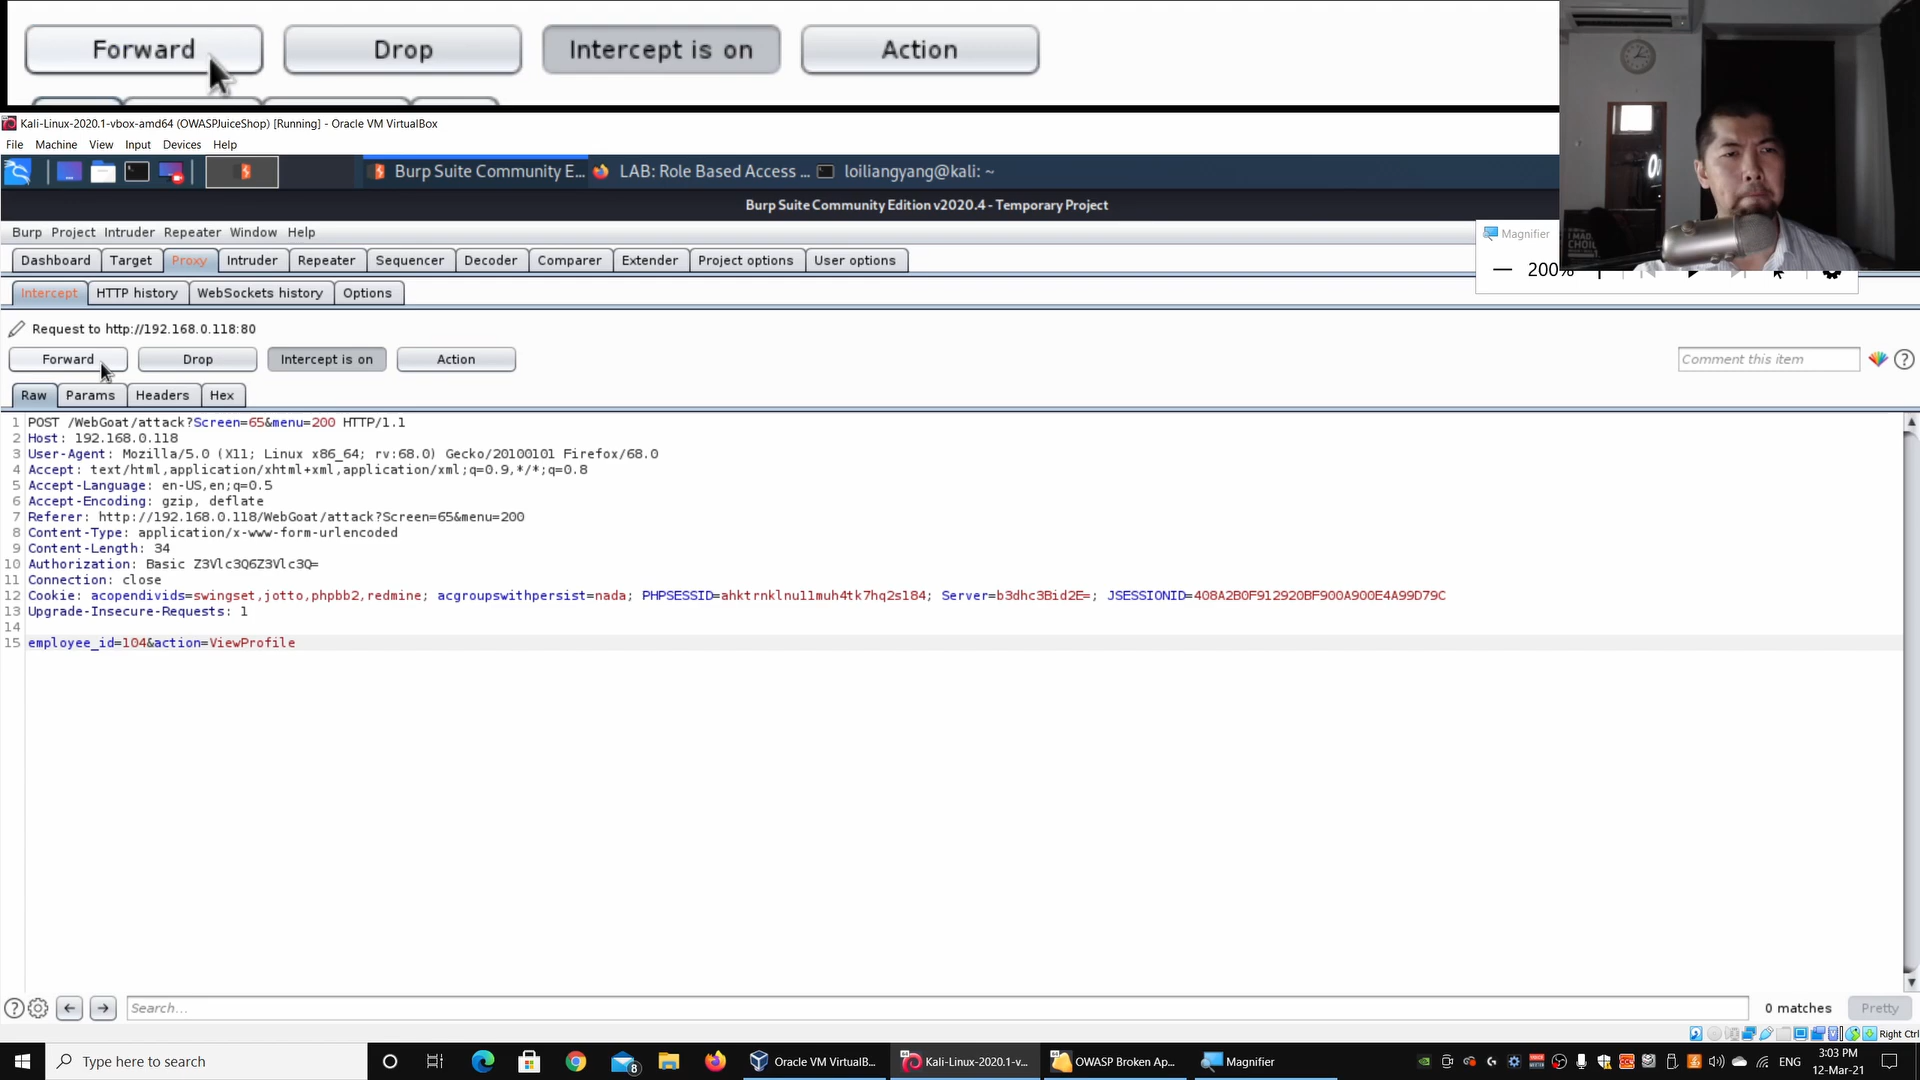 Forward Drop Intercept is on Action
Kali-Linux-2020.1-vbox-amd64 (OWASPJuiceShop) [Running] - Oracle VM VirtualBox
File Machine View Input Devices Help
Burp Suite Community E... LAB: Role Based Access ... loiliangyang@kali: ~
Burp Suite Community Edition v2020.4 - Temporary Project
Burp Project Intruder Repeater Window Help
Magnifier
Dashboard Target Proxy Intruder Repeater Sequencer Decoder Comparer Extender Project options User options
200%
Intercept HTTP history WebSockets history Options
Request to http://192.168.0.118:80
Forward Drop Intercept is on Action Comment this item
Raw Params Headers Hex
1 POST /WebGoat/attack?Screen=65&menu=200 HTTP/1.1
2 Host: 192.168.0.118
3 User-Agent: Mozilla/5.0 (X11; Linux x86_64; rv:68.0) Gecko/20100101 Firefox/68.0
4 Accept: text/html,application/xhtml+xml,application/xml;q=0.9,*/*;q=0.8
5 Accept-Language: en-US,en;q=0.5
6 Accept-Encoding: gzip, deflate
7 Referer: http://192.168.0.118/WebGoat/attack?Screen=65&menu=200
8 Content-Type: application/x-www-form-urlencoded
9 Content-Length: 34
10 Authorization: Basic Z3Vlc3Q6Z3Vlc3Q=
11 Connection: close
12 Cookie: acopendivids=swingset,jotto,phpbb2,redmine; acgroupswithpersist=nada; PHPSESSID=ahktrnklnu11muh4tk7hq2s184; Server=b3dhc3Bid2E=; JSESSIONID=408A2B0F912920BF900A900E4A99D79C
13 Upgrade-Insecure-Requests: 1
14
15 employee_id=104&action=ViewProfile
Search... 0 matches Pretty
Right Ctrl
Type here to search 8 Oracle VM VirtualB... Kali-Linux-2020.1-v... OWASP Broken Ap... Magnifier ENG 3:03 PM
12-Mar-21